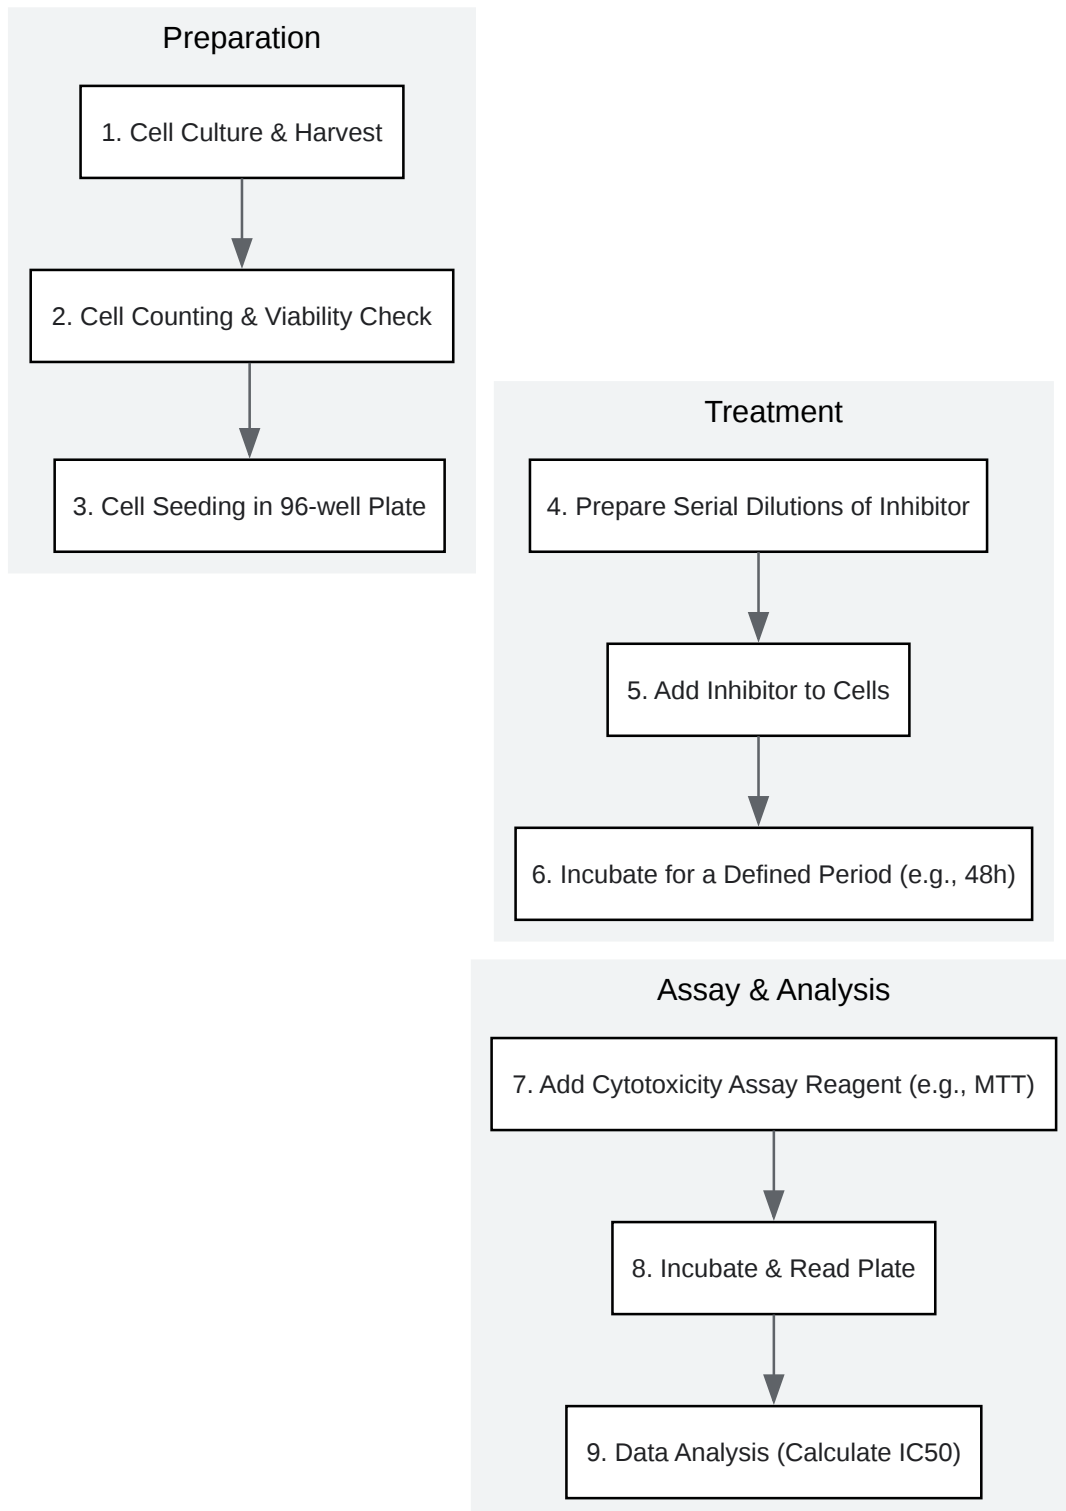 Preparation
1. Cell Culture & Harvest
2. Cell Counting & Viability Check
3. Cell Seeding in 96-well Plate
Treatment
4. Prepare Serial Dilutions of Inhibitor
5. Add Inhibitor to Cells
6. Incubate for a Defined Period (e.g., 48h)
Assay & Analysis
7. Add Cytotoxicity Assay Reagent (e.g., MTT)
8. Incubate & Read Plate
9. Data Analysis (Calculate IC50)